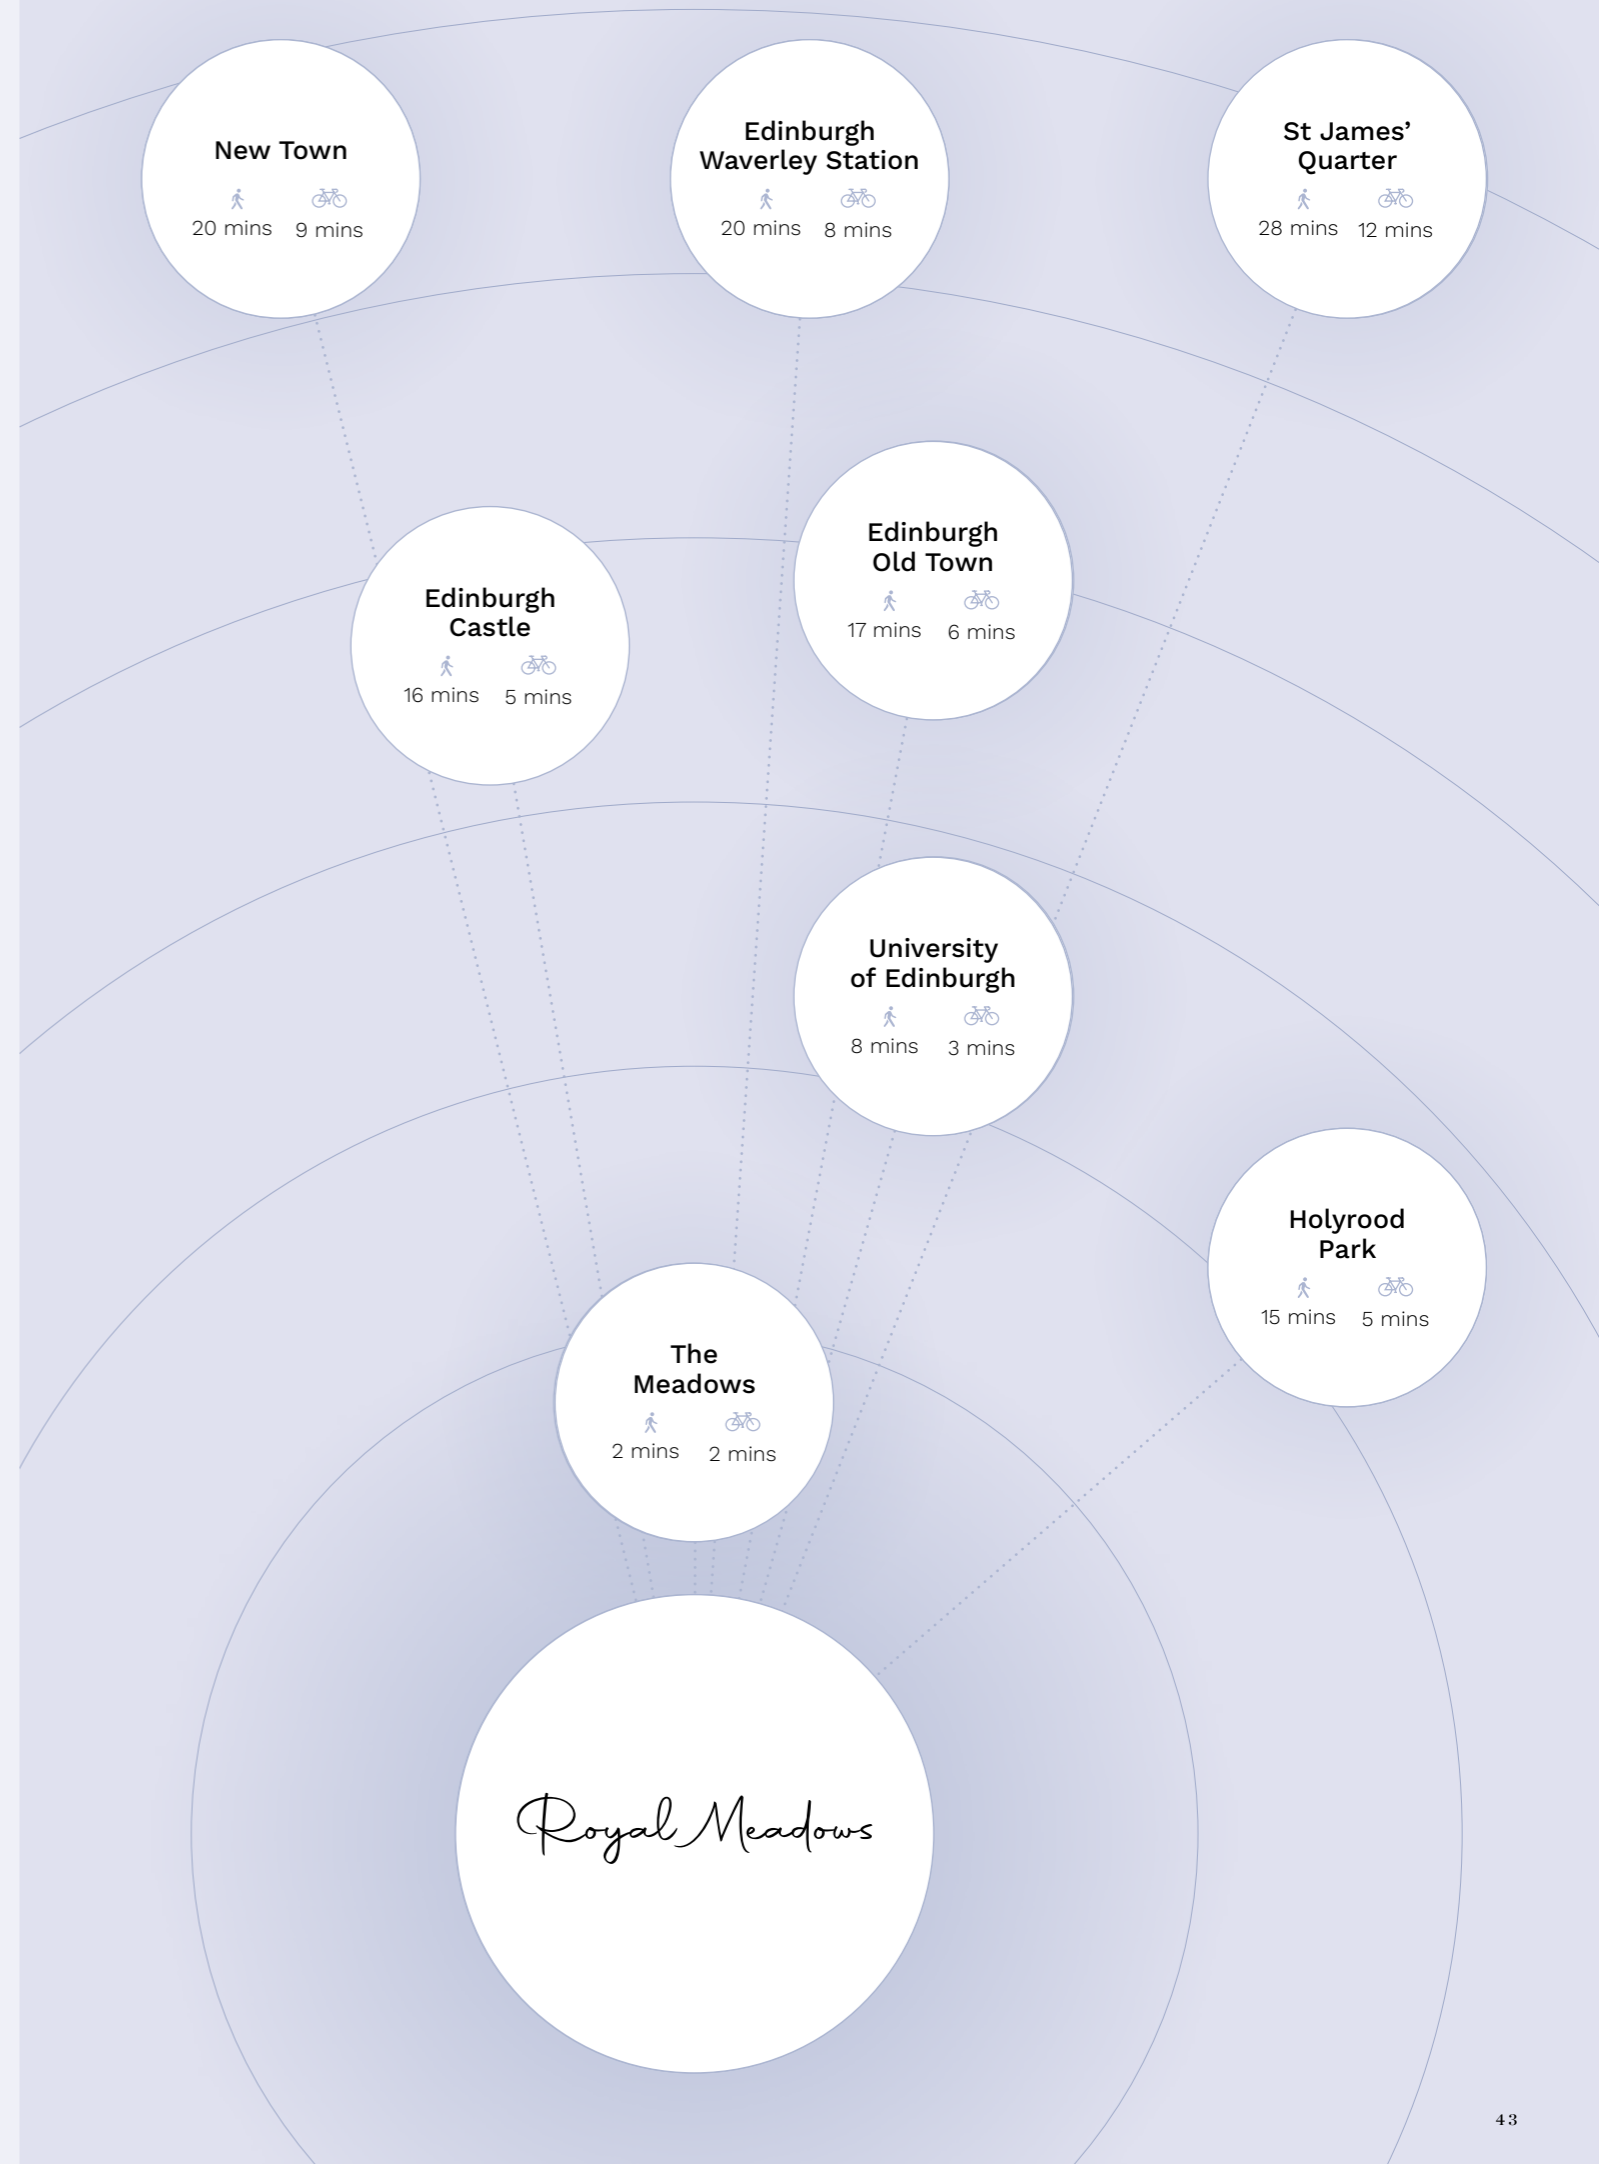 New Town
20 mins 9 mins
Edinburgh
Waverley Station
20 mins 8 mins
St James’
Quarter
28 mins 12 mins
Edinburgh
Old Town
17 mins 6 mins
Edinburgh
Castle
16 mins 5 mins
University
of Edinburgh
8 mins 3 mins
Holyrood
Park
15 mins 5 mins
The
Meadows
2 mins 2 mins
Royal Meadows
43